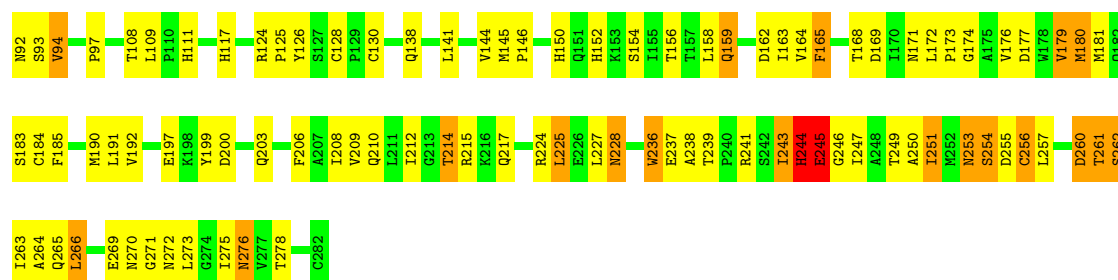 N92 S93 V94 P97 T108 L109 P110 H111 H117 R124 P125 Y126 S127 C128 P129 C130 Q138 L141 V144 M145 P146 H150 Q151 H152 K153 S154 I155 T156 T157 L158 Q159 D162 I163 V164 F165 T168 D169 I170 N171 L172 P173 G174 A175 V176 D177 W178 V179 M180 M181 Q182
S183 C184 F185 M190 L191 V192 E197 K198 Y199 D200 Q203 F206 A207 I208 V209 Q210 L211 I212 G213 T214 R215 K216 Q217 R224 L225 E226 L227 N228 W236 E237 A238 T239 P240 R241 S242 I243 H244 E245 G246 I247 A248 T249 A250 I251 M252 N253 S254 D255 C256 L257 D260 T261 S262
I263 A264 Q265 L266 E269 N270 G271 N272 L273 G274 I275 N276 V277 T278 C282